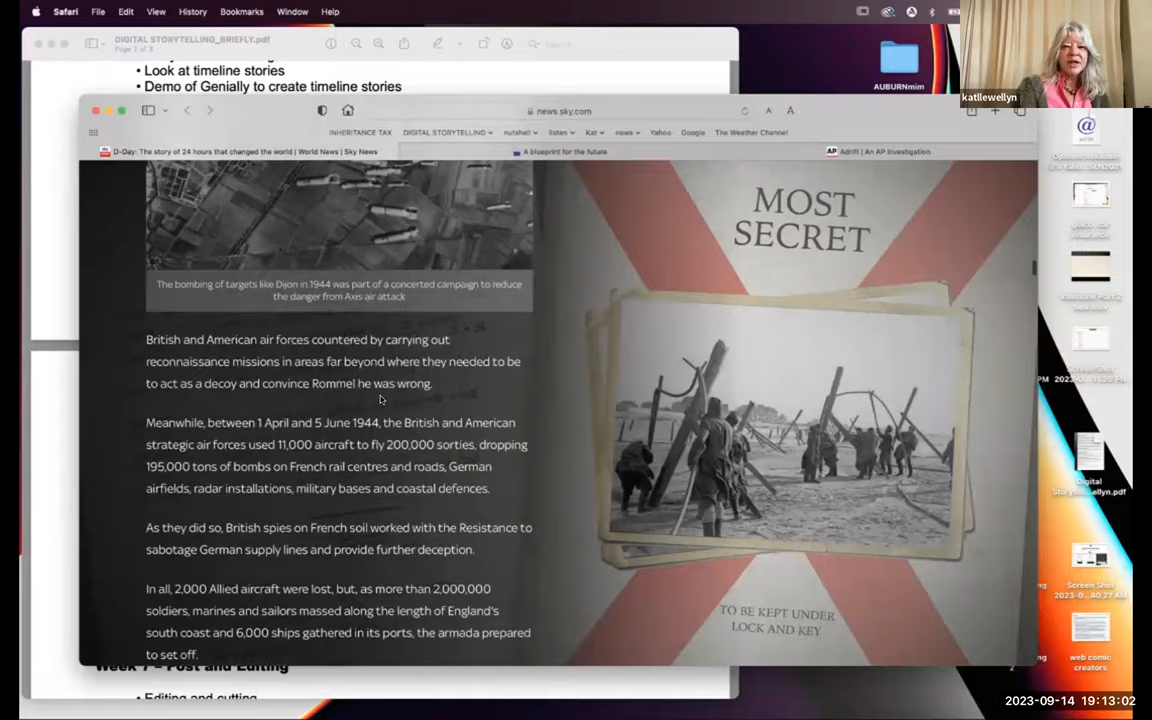 Safari File Edit View History Bookmarks Window Help
DIGITAL STORYTELLING_BRIEFLY.pdf
Page 2 of 3
Search
• Look at timeline stories
• Demo of Genially to create timeline stories
AUBURNmim
katllewellyn
news.sky.com
A A
INHERITANCE TAX DIGITAL STORYTELLING nutshell listen Kat news Yahoo Google The Weather Channel
D-Day: The story of 24 hours that changed the world | World News | Sky News
A blueprint for the future
AP Adrift | An AP Investigation
The bombing of targets like Dijon in 1944 was part of a concerted campaign to reduce
the danger from Axis air attack
British and American air forces countered by carrying out
reconnaissance missions in areas far beyond where they needed to be
to act as a decoy and convince Rommel he was wrong.
Meanwhile, between 1 April and 5 June 1944, the British and American
strategic air forces used 11,000 aircraft to fly 200,000 sorties, dropping
195,000 tons of bombs on French rail centres and roads, German
airfields, radar installations, military bases and coastal defences.
As they did so, British spies on French soil worked with the Resistance to
sabotage German supply lines and provide further deception.
In all, 2,000 Allied aircraft were lost, but, as more than 2,000,000
soldiers, marines and sailors massed along the length of England's
south coast and 6,000 ships gathered in its ports, the armada prepared
to set off.
MOST
SECRET
TO BE KEPT UNDER
LOCK AND KEY
Digital
ellyn.pdf
Screen Shot
web comic
creators
Week 7 – Post and Editing
• Editing and cutting
2023-09-14 19:13:02